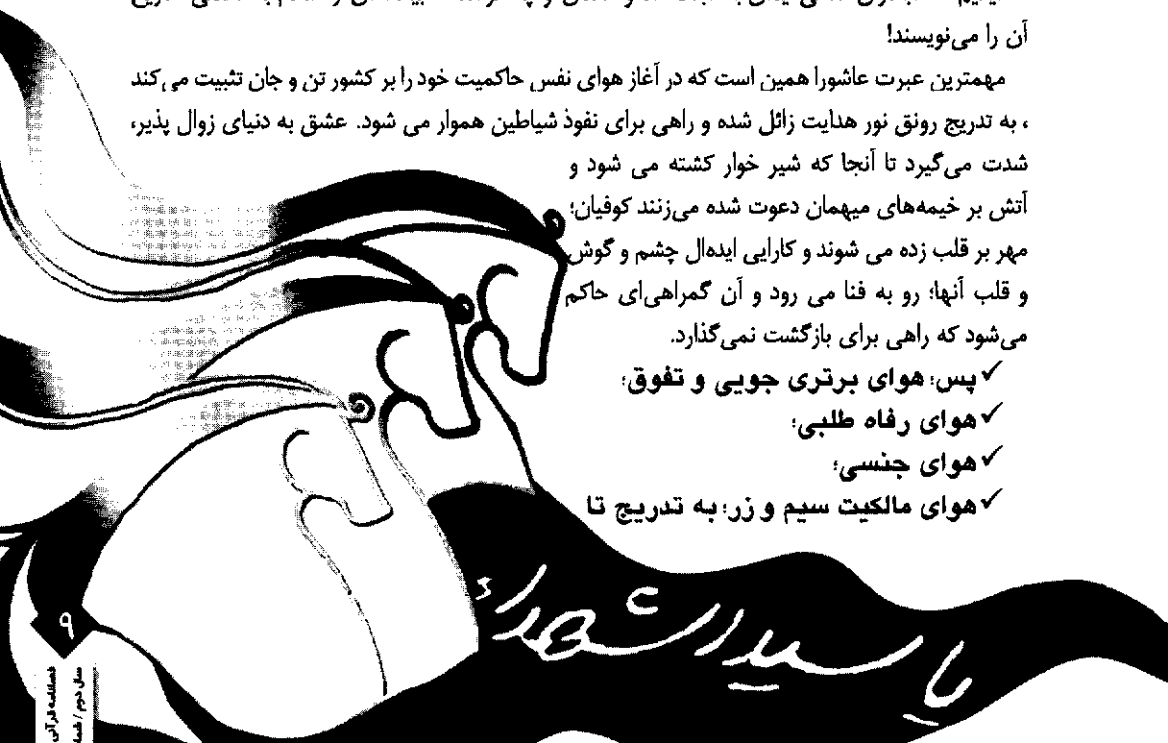 آن را می‌نویسند!
مهمترین عبرت عاشورا همین است که در آغاز هوای نفس حاکمیت خود را بر کشور تن و جان تثبیت می کند
، به تدریج رونق نور هدایت زائل شده و راهی برای نفوذ شیاطین هموار می شود. عشق به دنیای زوال پذیر،
شدت می‌گیرد تا آنجا که شیر خوار کشته می شود و
آتش بر خیمه‌های میهمان دعوت شده می‌زنند کوفیان؛
مهر بر قلب زده می شوند و کارایی ایده‌ال چشم و گوش
و قلب آنها؛ رو به فنا می رود و آن گمراهی‌ای حاکم
می‌شود که راهی برای بازگشت نمی‌گذارد.
✓پس؛ هوای برتری جویی و تفوق؛
✓هوای رفاه طلبی؛
✓هوای جنسی؛
✓هوای مالکیت سیم و زر؛ به تدریج تا
یا سیدالشهداء
۹
فصلنامه قرآنی
سال دوم /